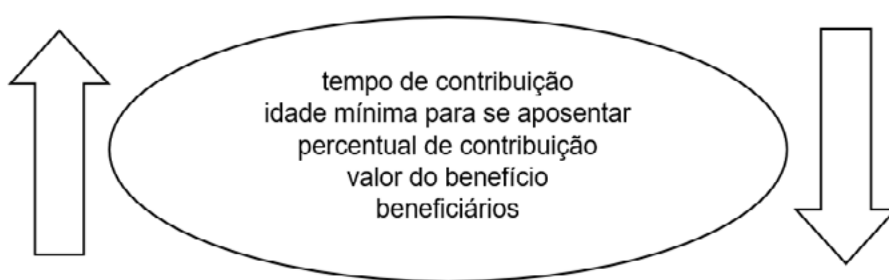 tempo de contribuição
idade mínima para se aposentar
percentual de contribuição
valor do benefício
beneficiários